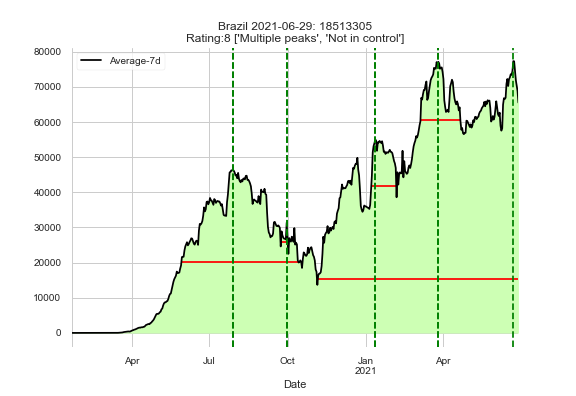 Brazil 2021-06-29: 18513305
Rating:8 ['Multiple peaks', 'Not in control']
80000
Average-7d
70000
60000
50000
40000
30000
20000
10000
0
Apr Jul Oct Jan Apr
2021
Date